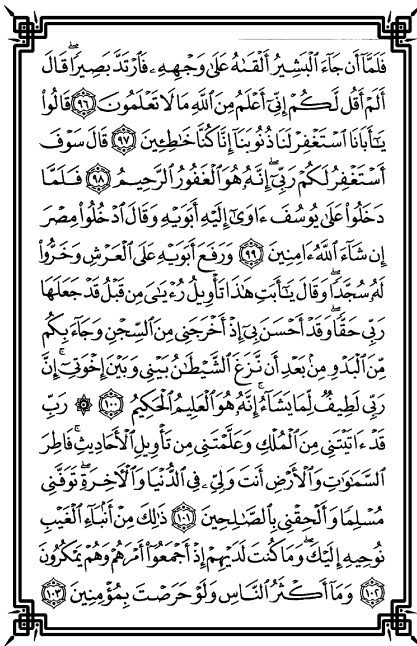 فَلَمَّآ أَن جَآءَ ٱلْبَشِيرُ أَلْقَىٰهُ عَلَىٰ وَجْهِهِۦ فَٱرْتَدَّ بَصِيرًاۖ قَالَ
أَلَمْ أَقُل لَّكُمْ إِنِّىٓ أَعْلَمُ مِنَ ٱللَّهِ مَا لَا تَعْلَمُونَ ٩٦ قَالُوا۟
يَٰٓأَبَانَا ٱسْتَغْفِرْ لَنَا ذُنُوبَنَآ إِنَّا كُنَّا خَٰطِـِٔينَ ٩٧ قَالَ سَوْفَ
أَسْتَغْفِرُ لَكُمْ رَبِّىٓۖ إِنَّهُۥ هُوَ ٱلْغَفُورُ ٱلرَّحِيمُ ٩٨ فَلَمَّا
دَخَلُوا۟ عَلَىٰ يُوسُفَ ءَاوَىٰٓ إِلَيْهِ أَبَوَيْهِ وَقَالَ ٱدْخُلُوا۟ مِصْرَ
إِن شَآءَ ٱللَّهُ ءَامِنِينَ ٩٩ وَرَفَعَ أَبَوَيْهِ عَلَى ٱلْعَرْشِ وَخَرُّوا۟
لَهُۥ سُجَّدًاۖ وَقَالَ يَٰٓأَبَتِ هَٰذَا تَأْوِيلُ رُءْيَٰىَ مِن قَبْلُ قَدْ جَعَلَهَا
رَبِّى حَقًّاۖ وَقَدْ أَحْسَنَ بِىٓ إِذْ أَخْرَجَنِى مِنَ ٱلسِّجْنِ وَجَآءَ بِكُم
مِّنَ ٱلْبَدْوِ مِنۢ بَعْدِ أَن نَّزَغَ ٱلشَّيْطَٰنُ بَيْنِى وَبَيْنَ إِخْوَتِىٓۚ إِنَّ
رَبِّى لَطِيفٌ لِّمَا يَشَآءُۚ إِنَّهُۥ هُوَ ٱلْعَلِيمُ ٱلْحَكِيمُ ١٠٠ ۞ رَبِّ
قَدْ ءَاتَيْتَنِى مِنَ ٱلْمُلْكِ وَعَلَّمْتَنِى مِن تَأْوِيلِ ٱلْأَحَادِيثِۚ فَاطِرَ
ٱلسَّمَٰوَٰتِ وَٱلْأَرْضِ أَنتَ وَلِىِّۦ فِى ٱلدُّنْيَا وَٱلْءَاخِرَةِۖ تَوَفَّنِى
مُسْلِمًا وَأَلْحِقْنِى بِٱلصَّٰلِحِينَ ١٠١ ذَٰلِكَ مِنْ أَنۢبَآءِ ٱلْغَيْبِ
نُوحِيهِ إِلَيْكَۖ وَمَا كُنتَ لَدَيْهِمْ إِذْ أَجْمَعُوٓا۟ أَمْرَهُمْ وَهُمْ يَمْكُرُونَ
١٠٢ وَمَآ أَكْثَرُ ٱلنَّاسِ وَلَوْ حَرَصْتَ بِمُؤْمِنِينَ ١٠٣